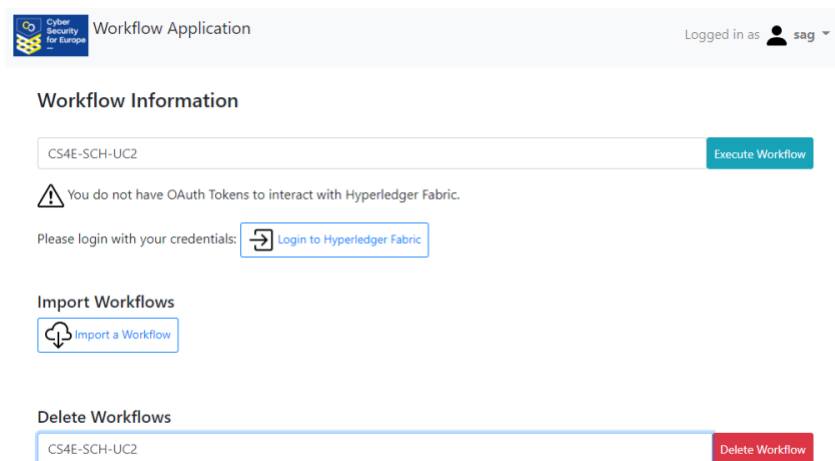 Cyber
Security
for Europe
Workflow Application
Logged in as sag
Workflow Information
CS4E-SCH-UC2
Execute Workflow
You do not have OAuth Tokens to interact with Hyperledger Fabric.
Please login with your credentials: Login to Hyperledger Fabric
Import Workflows
Import a Workflow
Delete Workflows
CS4E-SCH-UC2
Delete Workflow